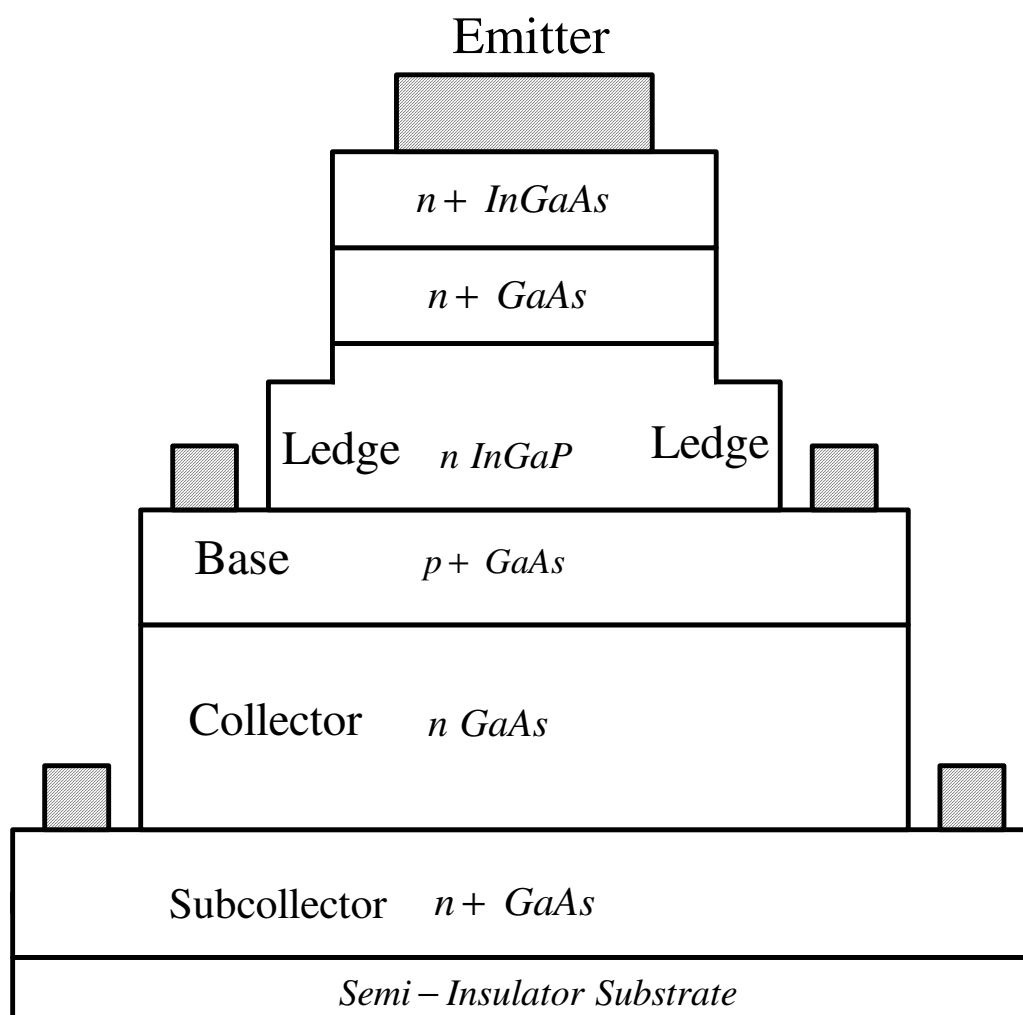 Emitter
n+ InGaAs
n+ GaAs
Ledge n InGaP Ledge
Base p+ GaAs
Collector n GaAs
Subcollector n+ GaAs
Semi–Insulator Substrate